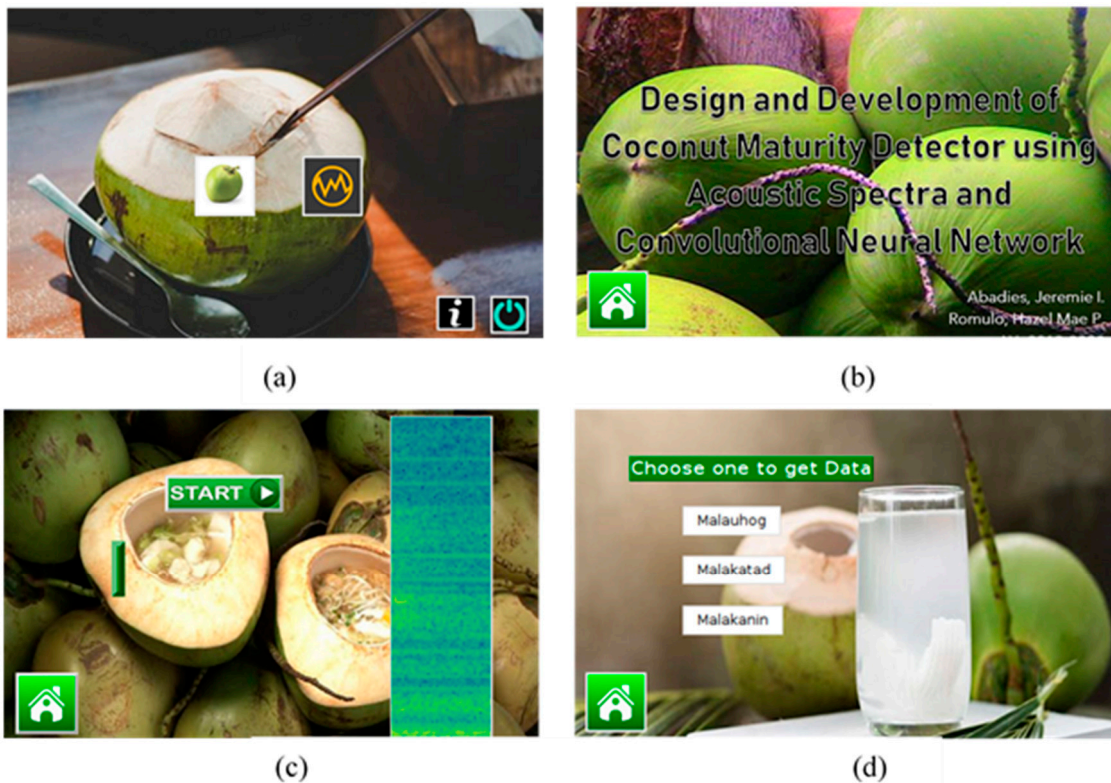 (a)
Design and Development of
Coconut Maturity Detector using
Acoustic Spectra and
Convolutional Neural Network
Abadies, Jeremie I.
Romulo, Hazel Mae P.
(b)
START
(c)
Choose one to get Data
Malauhog
Malakatad
Malakanin
(d)